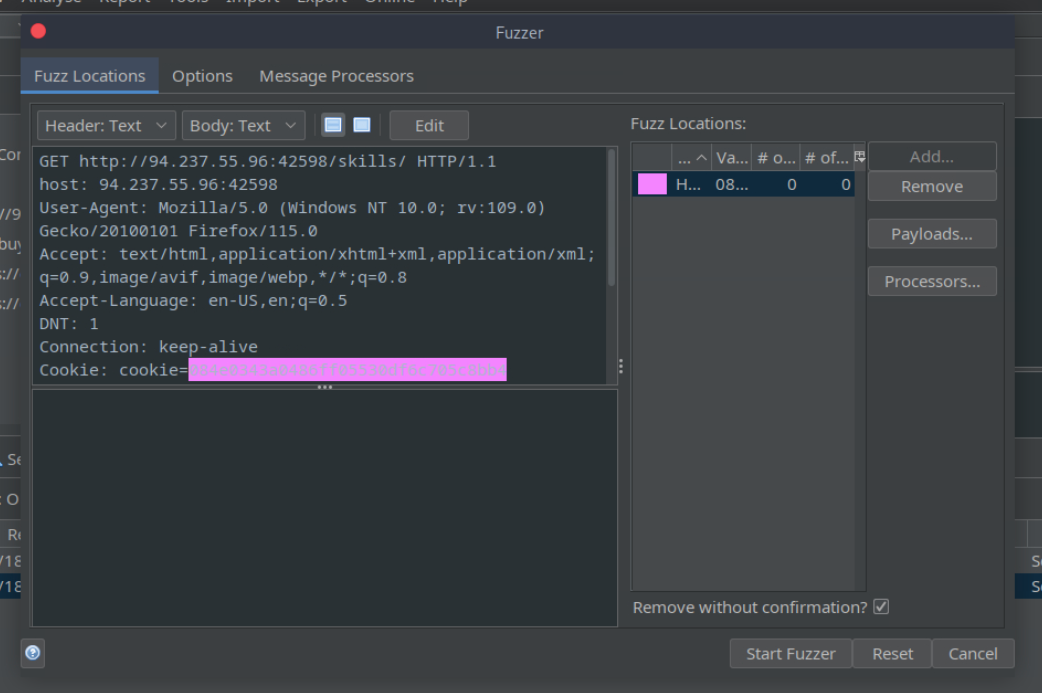 Analyse Report Tools Import Export Online Help
Fuzzer
Fuzz Locations Options Message Processors
Header: Text Body: Text Edit
Fuzz Locations:
GET http://94.237.55.96:42598/skills/ HTTP/1.1
host: 94.237.55.96:42598
User-Agent: Mozilla/5.0 (Windows NT 10.0; rv:109.0)
Gecko/20100101 Firefox/115.0
Accept: text/html,application/xhtml+xml,application/xml;
q=0.9,image/avif,image/webp,*/*;q=0.8
Accept-Language: en-US,en;q=0.5
DNT: 1
Connection: keep-alive
Cookie: cookie=
... Va... # o... # of...
H... 08... 0 0
Add...
Remove
Payloads...
Processors...
Remove without confirmation?
Start Fuzzer Reset Cancel
Cor
//9
buy
s://
s://
Se
: O
Re
/18
/18
S
S